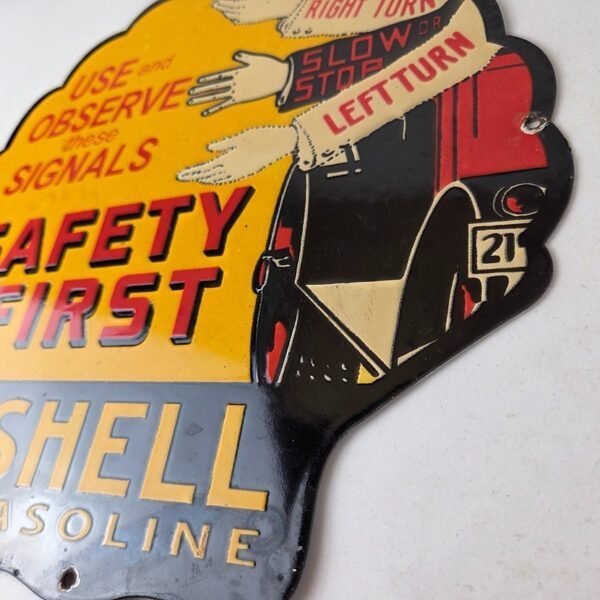 RIGHT TURN
SLOW OR
STOP
LEFT TURN
USE and
OBSERVE
these
SIGNALS
SAFETY
FIRST
21
SHELL
ASOLINE